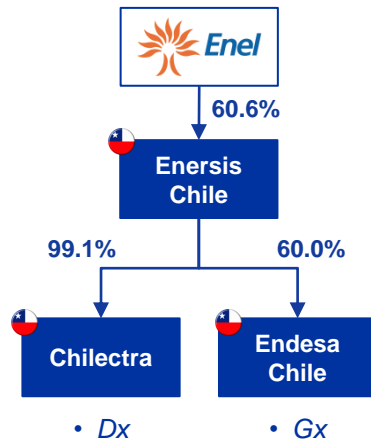 Enel
60.6%
Enersis
Chile
99.1%
60.0%
Chilectra
Endesa
Chile
• Dx
• Gx